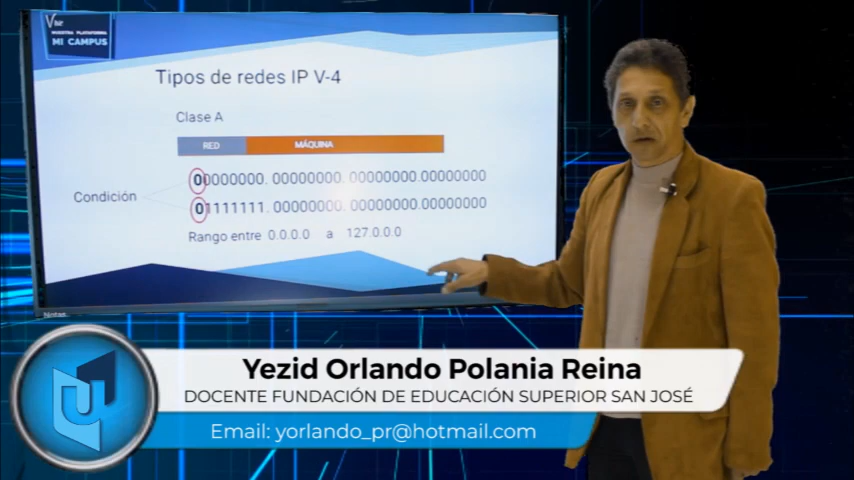 Vive
NUESTRA PLATAFORMA
MI CAMPUS
Tipos de redes IP V-4
Clase A
RED MÁQUINA
Condición
00000000. 00000000. 00000000.00000000
01111111. 00000000. 00000000.00000000
Rango entre 0.0.0.0 a 127.0.0.0
Notas
Yezid Orlando Polania Reina
DOCENTE FUNDACIÓN DE EDUCACIÓN SUPERIOR SAN JOSÉ
Email: yorlando_pr@hotmail.com